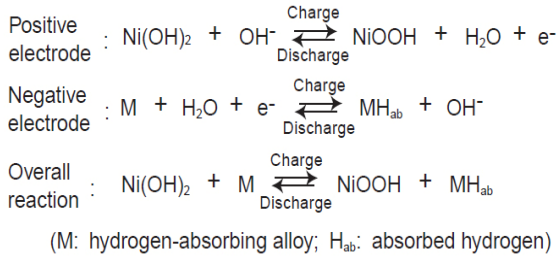 Positive electrode : Ni(OH)₂ + OH⁻ Charge ⇌ Discharge NiOOH + H₂O + e⁻
Negative electrode : M + H₂O + e⁻ Charge ⇌ Discharge MHab + OH⁻
Overall reaction : Ni(OH)₂ + M Charge ⇌ Discharge NiOOH + MHab
(M: hydrogen-absorbing alloy; Hab: absorbed hydrogen)